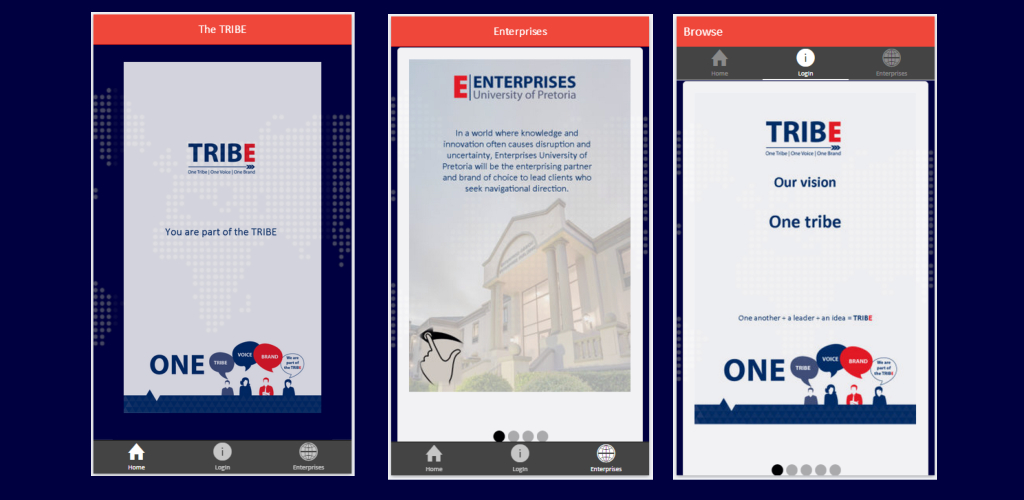 The TRIBE
TRIBE
One Tribe | One Voice | One Brand
You are part of the TRIBE
ONE
TRIBE
VOICE
BRAND
We are
part of
the TRIBE
Home
Login
Enterprises
Enterprises
E ENTERPRISES
University of Pretoria
In a world where knowledge and
innovation often causes disruption and
uncertainty, Enterprises University of
Pretoria will be the enterprising partner
and brand of choice to lead clients who
seek navigational direction.
Home
Login
Enterprises
Browse
Home
Login
Enterprises
TRIBE
One Tribe | One Voice | One Brand
Our vision
One tribe
One another + a leader + an idea = TRIBE
ONE
TRIBE
VOICE
BRAND
We are
part of
the TRIBE